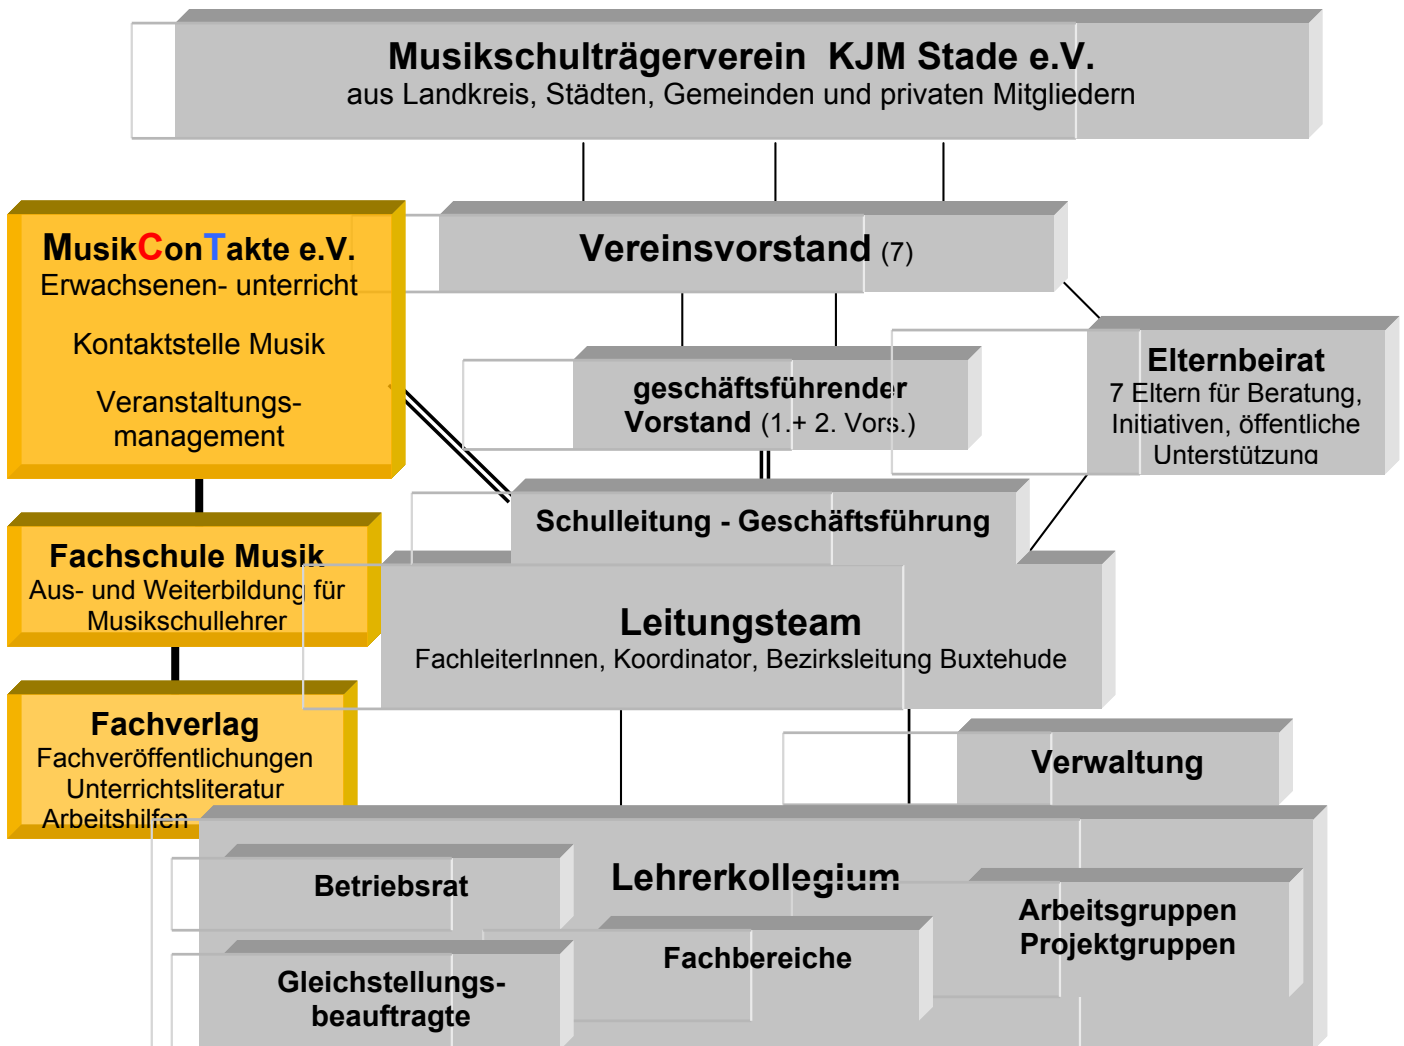 Musikschulträgerverein KJM Stade e.V.
aus Landkreis, Städten, Gemeinden und privaten Mitgliedern
MusikConTakte e.V.
Erwachsenen- unterricht
Kontaktstelle Musik
Veranstaltungs-
management
Vereinsvorstand (7)
geschäftsführender
Vorstand (1.+ 2. Vors.)
Elternbeirat
7 Eltern für Beratung,
Initiativen, öffentliche
Unterstützung
Schulleitung - Geschäftsführung
Leitungsteam
FachleiterInnen, Koordinator, Bezirksleitung Buxtehude
Fachschule Musik
Aus- und Weiterbildung für
Musikschullehrer
Fachverlag
Fachveröffentlichungen
Unterrichtsliteratur
Arbeitshilfen
Verwaltung
Lehrerkollegium
Betriebsrat
Gleichstellungs-
beauftragte
Fachbereiche
Arbeitsgruppen
Projektgruppen